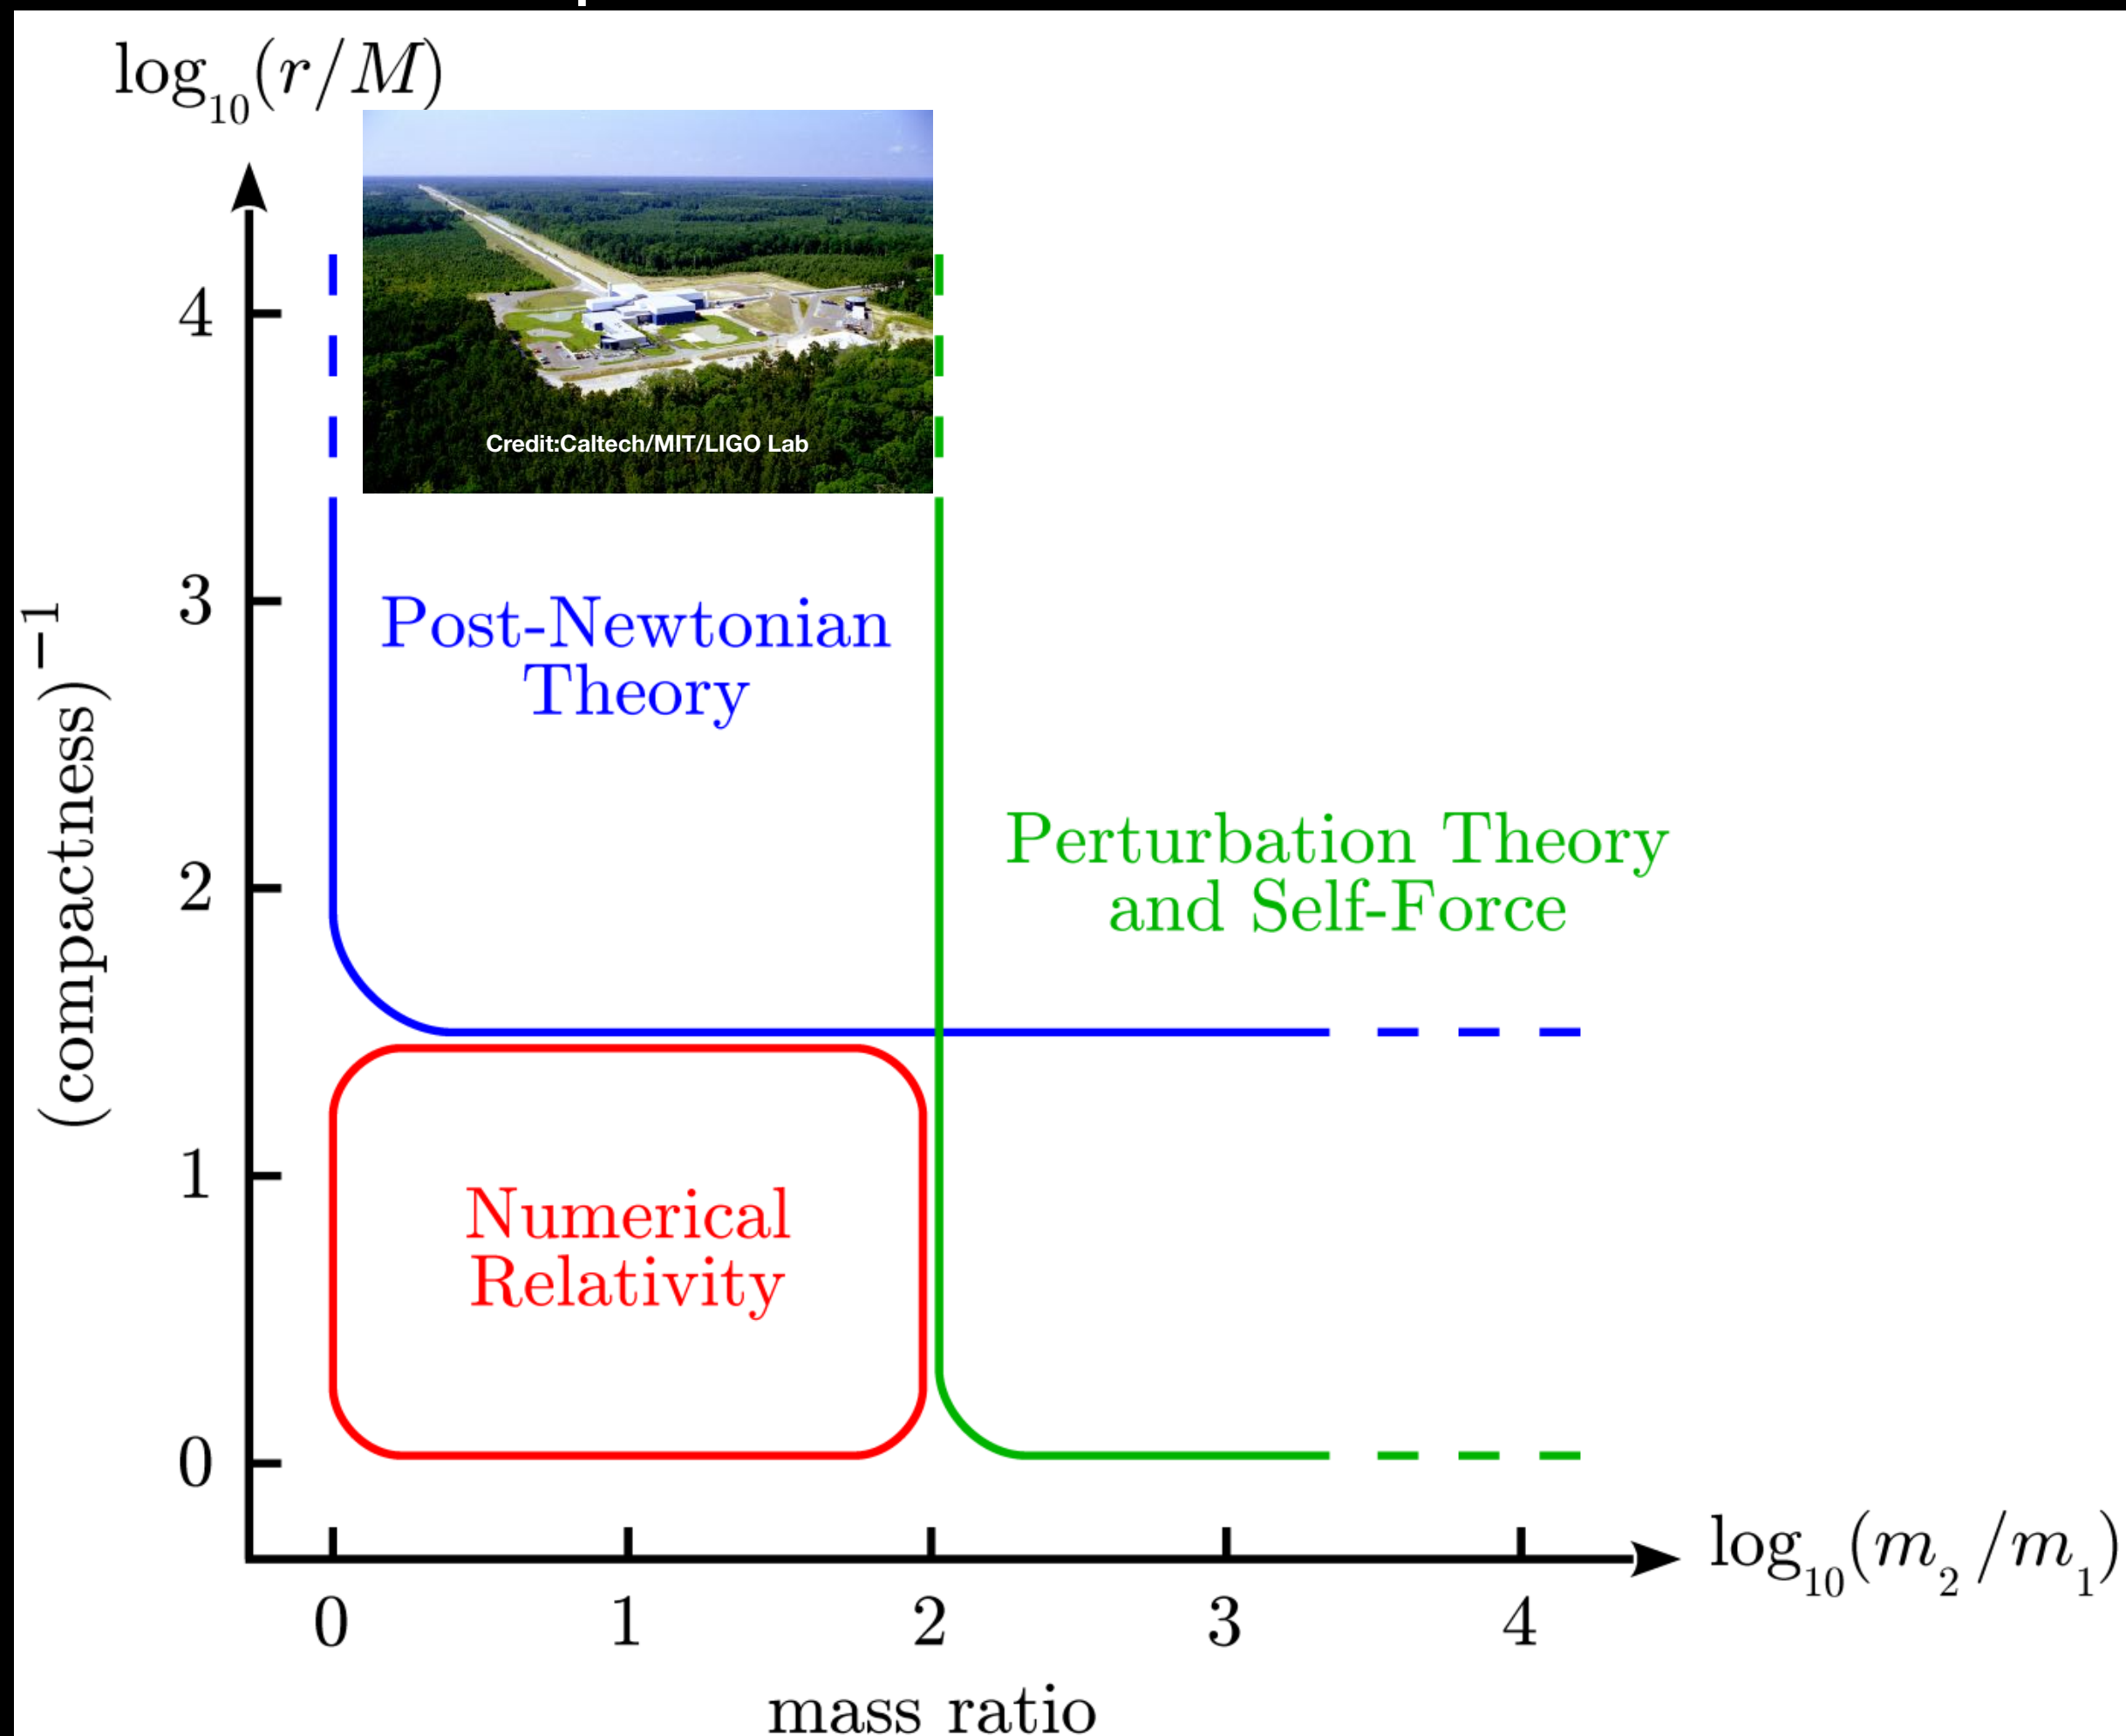 log₁₀(r/M)
Credit:Caltech/MIT/LIGO Lab
4
3
2
1
0
(compactness)⁻¹
Post-Newtonian
Theory
Perturbation Theory
and Self-Force
Numerical
Relativity
log₁₀(m₂/m₁)
0 1 2 3 4
mass ratio